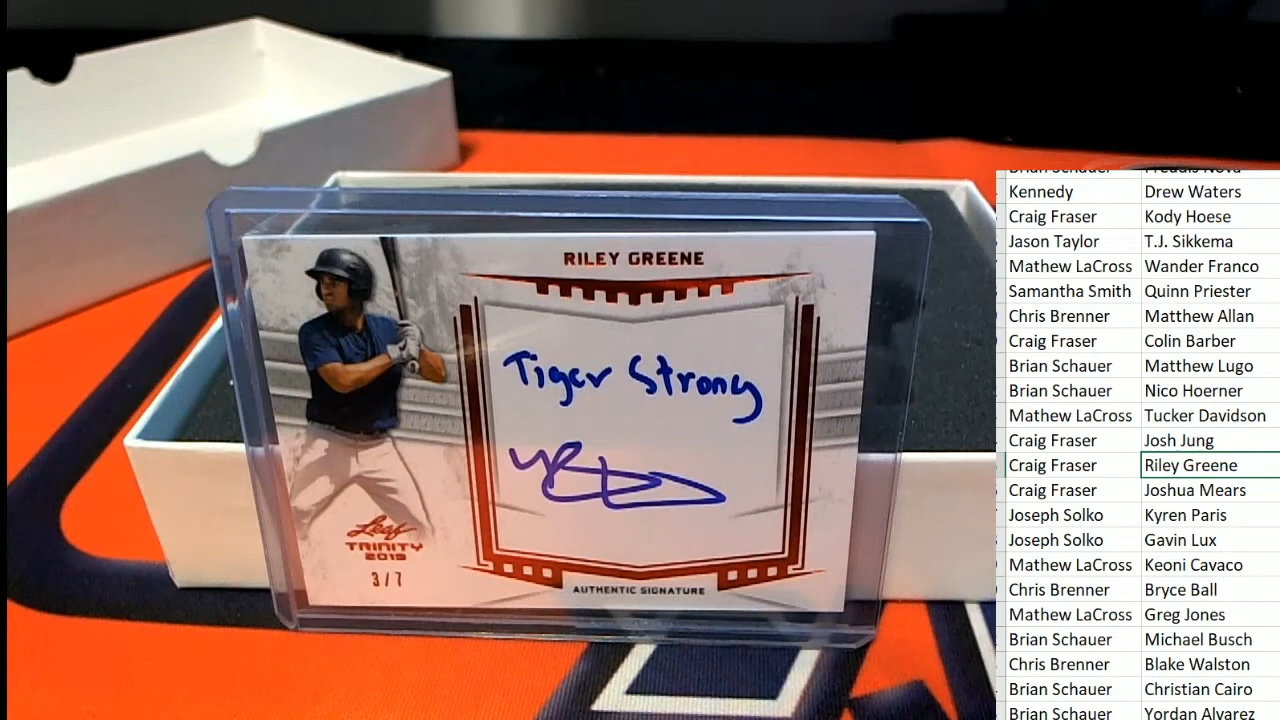 RILEY GREENE
Tiger Strong
Leaf
TRINITY
2019
3/7
AUTHENTIC SIGNATURE
Brian Schauer
Kennedy Drew Waters
Craig Fraser Kody Hoese
Jason Taylor T.J. Sikkema
Mathew LaCross Wander Franco
Samantha Smith Quinn Priester
Chris Brenner Matthew Allan
Craig Fraser Colin Barber
Brian Schauer Matthew Lugo
Brian Schauer Nico Hoerner
Mathew LaCross Tucker Davidson
Craig Fraser Josh Jung
Craig Fraser Riley Greene
Craig Fraser Joshua Mears
Joseph Solko Kyren Paris
Joseph Solko Gavin Lux
Mathew LaCross Keoni Cavaco
Chris Brenner Bryce Ball
Mathew LaCross Greg Jones
Brian Schauer Michael Busch
Chris Brenner Blake Walston
Brian Schauer Christian Cairo
Brian Schauer Yordan Alvarez